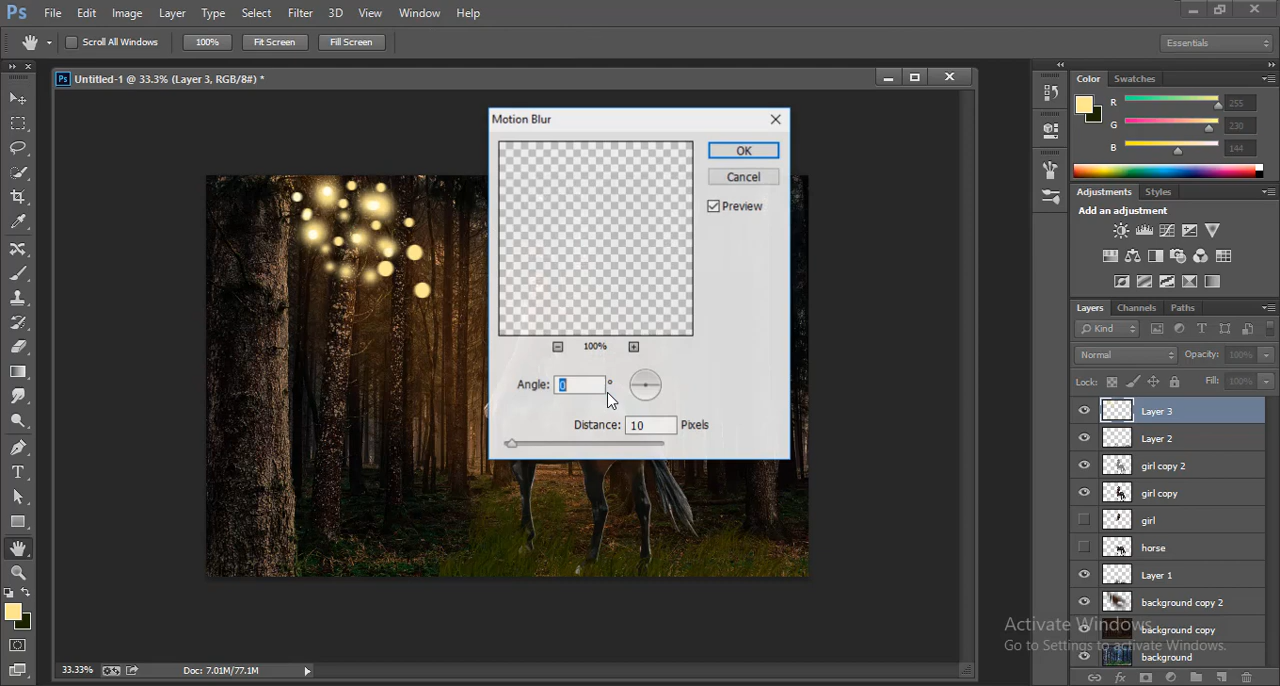 Ps File Edit Image Layer Type Select Filter 3D View Window Help
Scroll All Windows 100% Fit Screen Fill Screen Essentials
Ps Untitled-1 @ 33.3% (Layer 3, RGB/8#) *
Color Swatches
R 255
G 230
B 144
Motion Blur
OK
Cancel
Preview
100%
Angle: 0 °
Distance: 10 Pixels
Adjustments Styles
Add an adjustment
Layers Channels Paths
Kind
Normal Opacity: 100%
Lock: Fill: 100%
Layer 3
Layer 2
girl copy 2
girl copy
girl
horse
Layer 1
background copy 2
background copy
background
Activate Windows
Go to Settings to activate Windows.
33.33% Doc: 7.01M/77.1M
fx